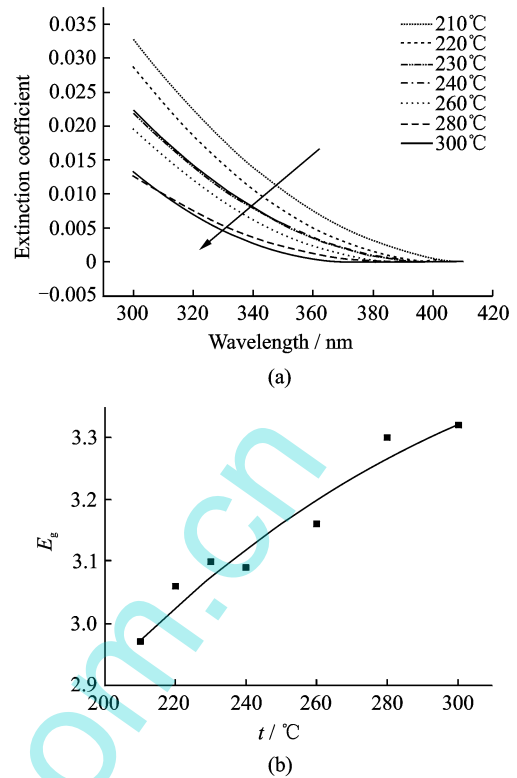 0.035
0.030
0.025
0.020
0.015
0.010
0.005
0
−0.005
Extinction coefficient
210℃
220℃
230℃
240℃
260℃
280℃
300℃
300 320 340 360 380 400 420
Wavelength / nm
(a)
3.3
3.2
3.1
3.0
2.9
Eg
200 220 240 260 280 300
t / ℃
(b)
om.cn